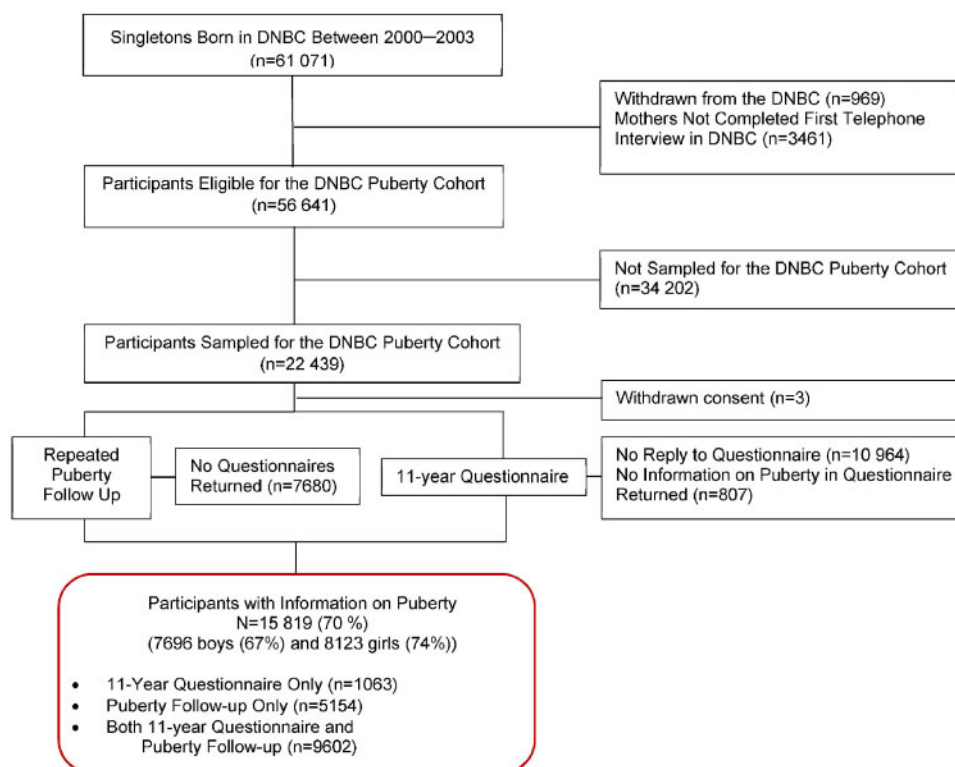 Singletons Born in DNBC Between 2000–2003
(n=61 071)
Withdrawn from the DNBC (n=969)
Mothers Not Completed First Telephone
Interview in DNBC (n=3461)
Participants Eligible for the DNBC Puberty Cohort
(n=56 641)
Not Sampled for the DNBC Puberty Cohort
(n=34 202)
Participants Sampled for the DNBC Puberty Cohort
(n=22 439)
Withdrawn consent (n=3)
Repeated
Puberty
Follow Up
No Questionnaires
Returned (n=7680)
11-year Questionnaire
No Reply to Questionnaire (n=10 964)
No Information on Puberty in Questionnaire
Returned (n=807)
Participants with Information on Puberty
N=15 819 (70 %)
(7696 boys (67%) and 8123 girls (74%))
• 11-Year Questionnaire Only (n=1063)
• Puberty Follow-up Only (n=5154)
• Both 11-year Questionnaire and
Puberty Follow-up (n=9602)